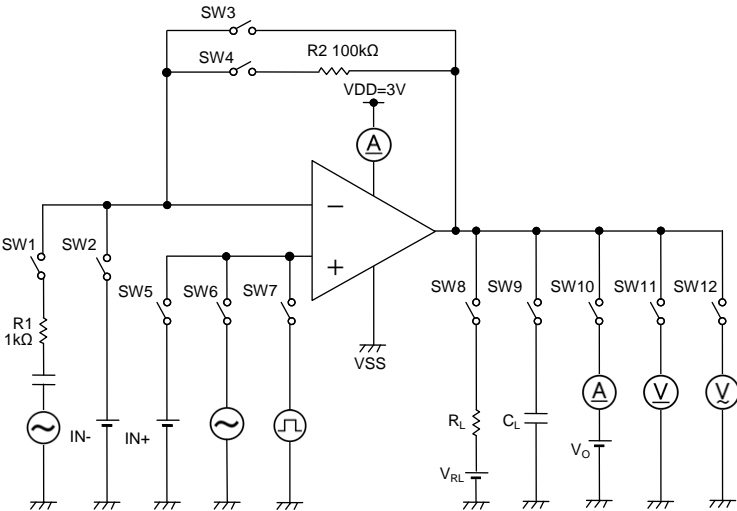 SW3
SW4
R2 100kΩ
VDD=3V
A
SW1
SW2
−
+
SW5
SW6
SW7
SW8
SW9
SW10
SW11
SW12
R1
1kΩ
VSS
A
V
V
~
IN-
IN+
~
~
RL
CL
VO
VRL